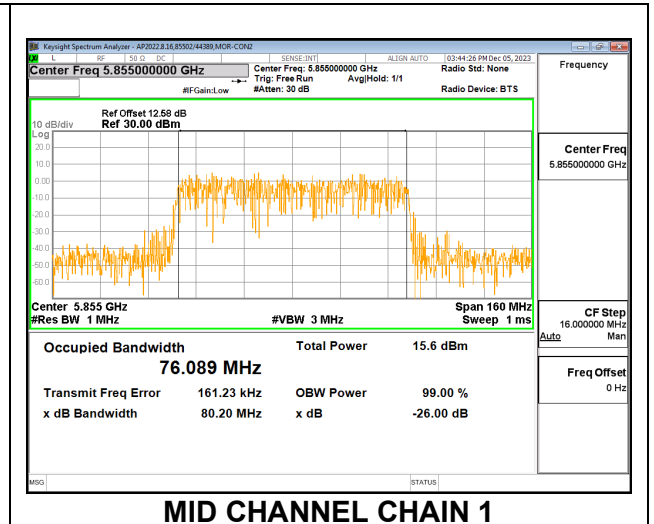 Keysight Spectrum Analyzer - AP2022.8.16,85502/44389,MOR-CON2
L RF 50 Ω DC SENSE:INT ALIGN AUTO 03:44:26 PM Dec 05, 2023
Center Freq 5.855000000 GHz
Center Freq: 5.855000000 GHz
Radio Std: None
Trig: Free Run Avg|Hold: 1/1
#IFGain:Low
#Atten: 30 dB
Radio Device: BTS
Frequency
Ref Offset 12.58 dB
10 dB/div Ref 30.00 dBm
Log
20.0
10.0
0.00
-10.0
-20.0
-30.0
-40.0
-50.0
-60.0
Center Freq
5.855000000 GHz
Center 5.855 GHz
Span 160 MHz
#Res BW 1 MHz
#VBW 3 MHz
Sweep 1 ms
CF Step
16.000000 MHz
Auto Man
Occupied Bandwidth
Total Power 15.6 dBm
76.089 MHz
Transmit Freq Error 161.23 kHz
OBW Power 99.00 %
x dB Bandwidth 80.20 MHz
x dB -26.00 dB
Freq Offset
0 Hz
MSG
STATUS
MID CHANNEL CHAIN 1